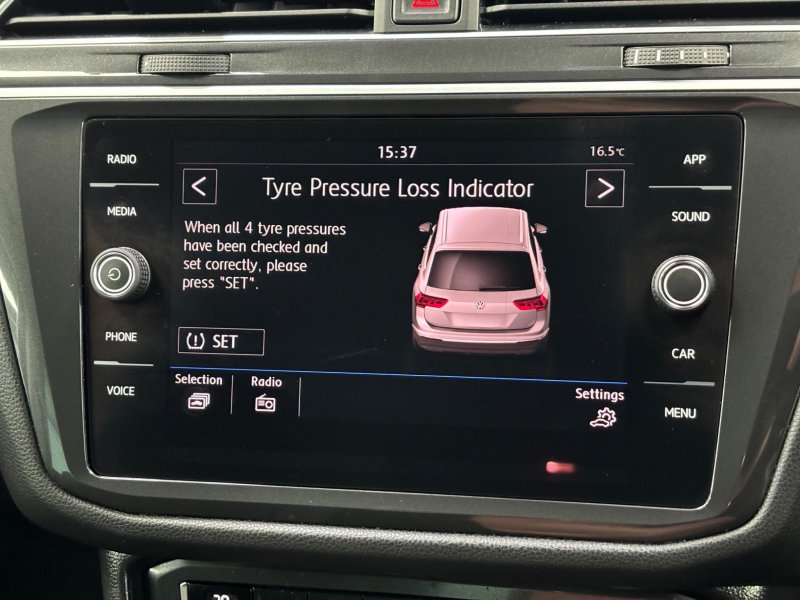 15:37
16.5°C
RADIO
APP
<
Tyre Pressure Loss Indicator
>
MEDIA
SOUND
When all 4 tyre pressures
have been checked and
set correctly, please
press "SET".
PHONE
(!) SET
CAR
VOICE
Selection
Radio
Settings
MENU